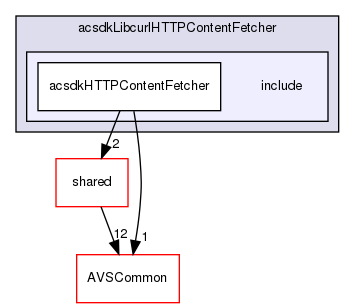 acsdkLibcurlHTTPContentFetcher
acsdkHTTPContentFetcher
include
2
shared
12
1
AVSCommon